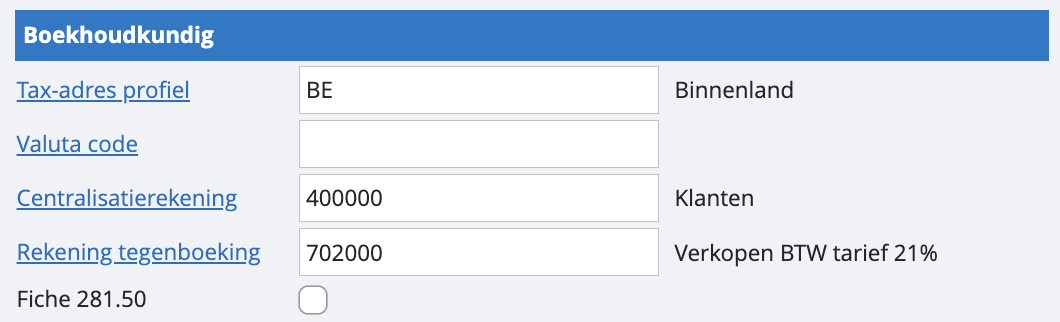 Boekhoudkundig
Tax-adres profiel BE Binnenland
Valuta code
Centralisatierekening 400000 Klanten
Rekening tegenboeking 702000 Verkopen BTW tarief 21%
Fiche 281.50